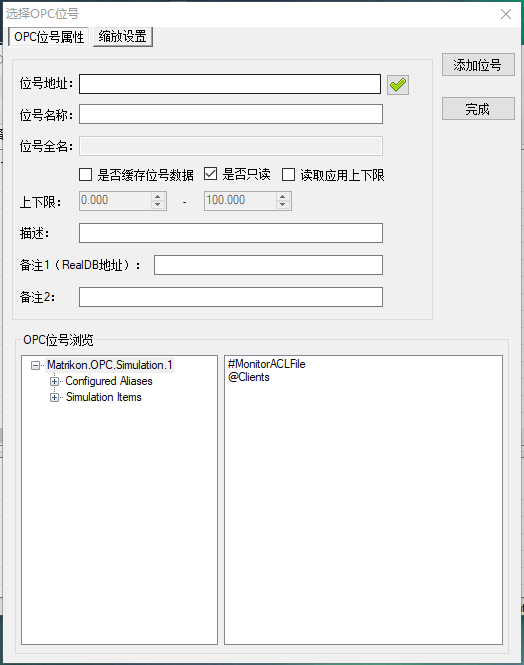 选择OPC位号
OPC位号属性 缩放设置
添加位号
位号地址：
位号名称：
完成
位号全名：
是否缓存位号数据 是否只读 读取应用上下限
上下限： 0.000 - 100.000
描述：
备注1（RealDB地址）：
备注2：
OPC位号浏览
Matrikon.OPC.Simulation.1
Configured Aliases
Simulation Items
#MonitorACLFile
@Clients